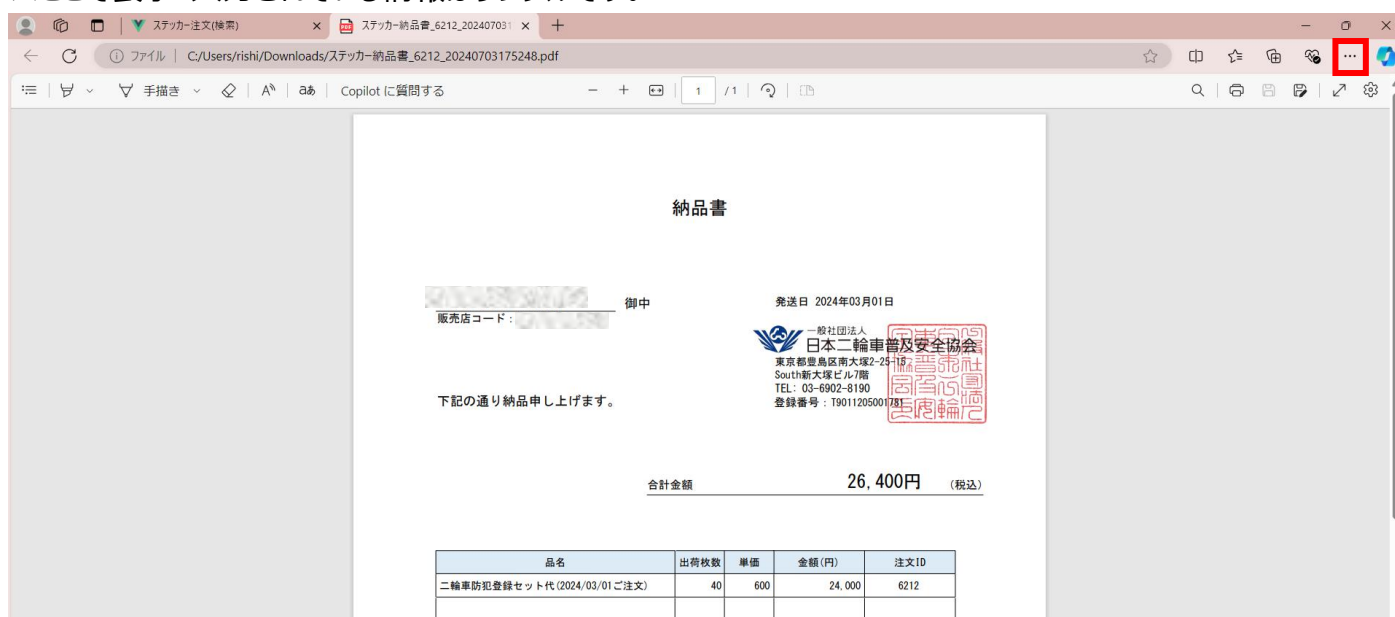 ステッカー注文(検索)
ステッカー納品書_6212_2024070317
ファイル C:/Users/rishi/Downloads/ステッカー納品書_6212_20240703175248.pdf
手描き aあ Copilot に質問する 1 /1
納品書
御中
発送日 2024年03月01日
販売店コード:
一般社団法人
日本二輪車普及安全協会
東京都豊島区南大塚2-25-15
South新大塚ビル7階
TEL: 03-6902-8190
登録番号:T9011205001781
下記の通り納品申し上げます。
合計金額 26,400円 (税込)
品名 出荷枚数 単価 金額(円) 注文ID
二輪車防犯登録セット代(2024/03/01ご注文) 40 600 24,000 6212